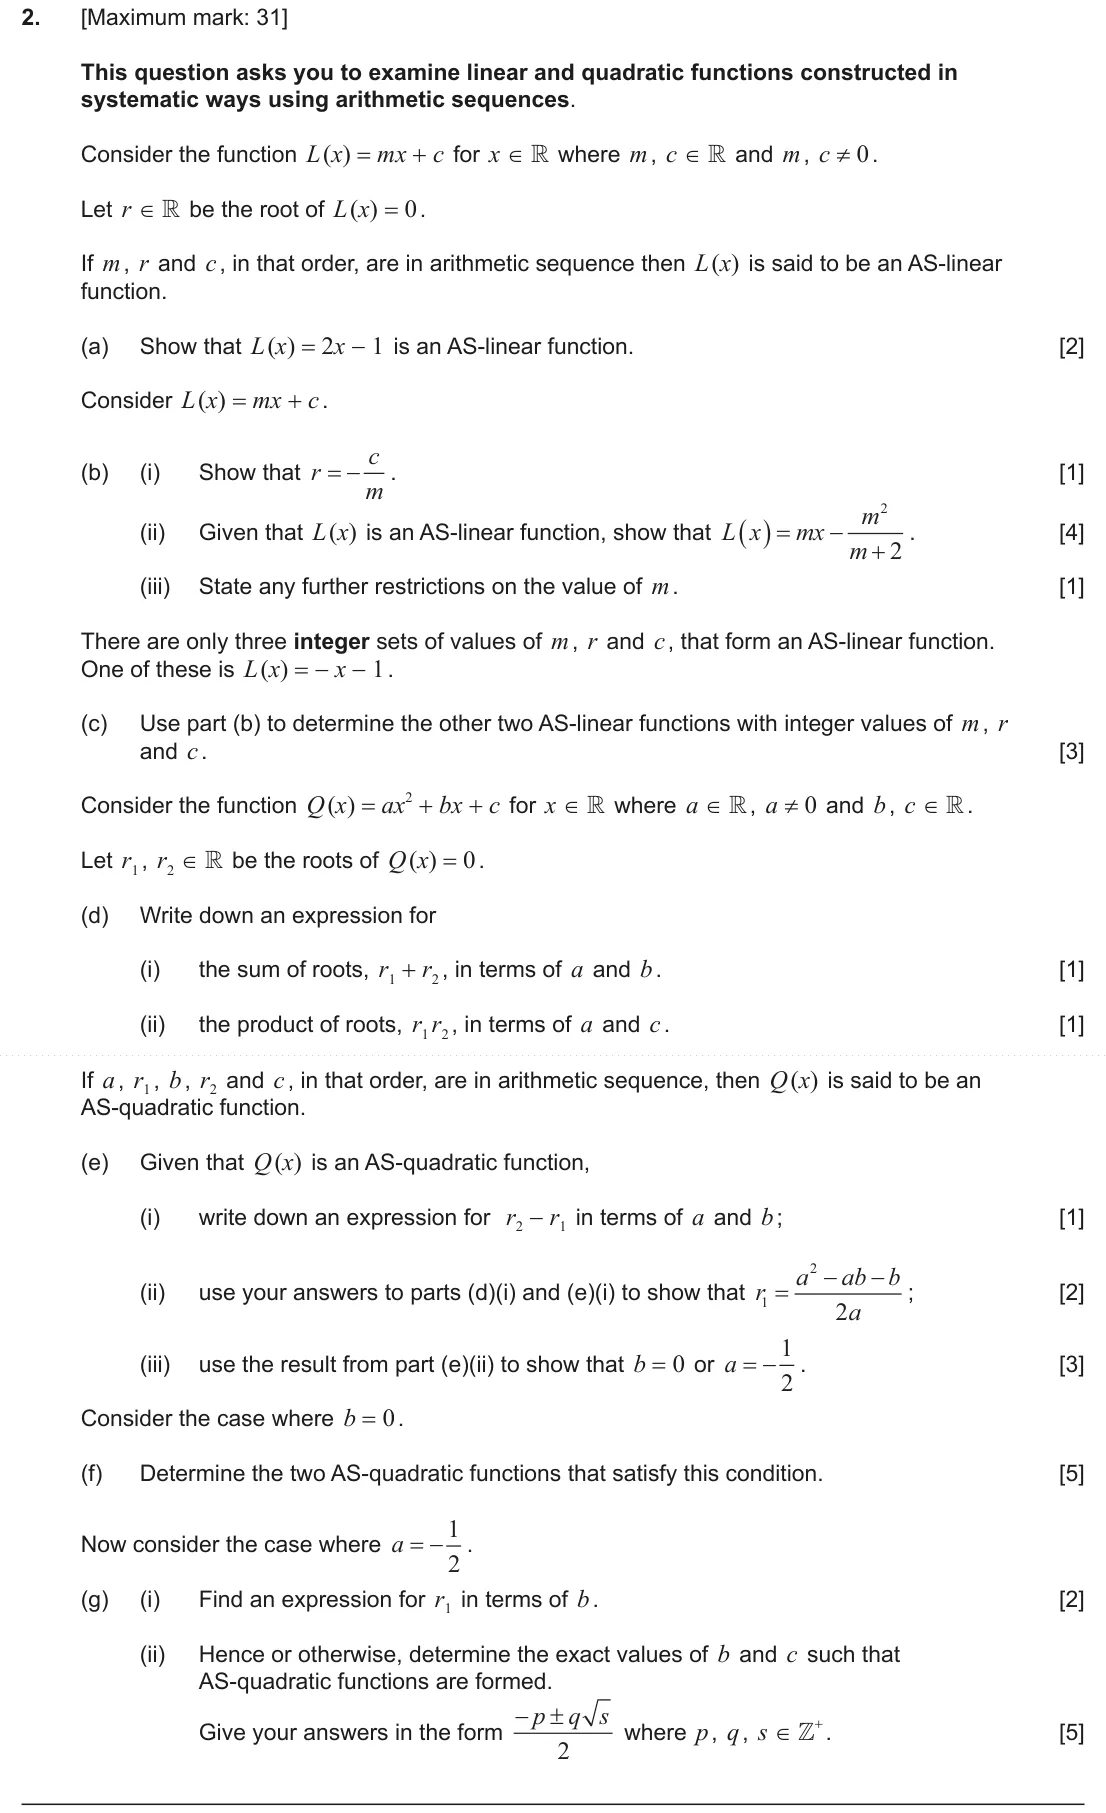 2. [Maximum mark: 31]
This question asks you to examine linear and quadratic functions constructed in
systematic ways using arithmetic sequences.
Consider the function L(x) = mx + c for x ∈ ℝ where m, c ∈ ℝ and m, c ≠ 0.
Let r ∈ ℝ be the root of L(x) = 0.
If m, r and c, in that order, are in arithmetic sequence then L(x) is said to be an AS-linear
function.
(a) Show that L(x) = 2x − 1 is an AS-linear function. [2]
Consider L(x) = mx + c.
(b) (i) Show that r = −c/m. [1]
(ii) Given that L(x) is an AS-linear function, show that L(x) = mx − m²/(m + 2). [4]
(iii) State any further restrictions on the value of m. [1]
There are only three integer sets of values of m, r and c, that form an AS-linear function.
One of these is L(x) = −x − 1.
(c) Use part (b) to determine the other two AS-linear functions with integer values of m, r
and c. [3]
Consider the function Q(x) = ax² + bx + c for x ∈ ℝ where a ∈ ℝ, a ≠ 0 and b, c ∈ ℝ.
Let r₁, r₂ ∈ ℝ be the roots of Q(x) = 0.
(d) Write down an expression for
(i) the sum of roots, r₁ + r₂, in terms of a and b. [1]
(ii) the product of roots, r₁r₂, in terms of a and c. [1]
If a, r₁, b, r₂ and c, in that order, are in arithmetic sequence, then Q(x) is said to be an
AS-quadratic function.
(e) Given that Q(x) is an AS-quadratic function,
(i) write down an expression for r₂ − r₁ in terms of a and b; [1]
(ii) use your answers to parts (d)(i) and (e)(i) to show that r₁ = (a² − ab − b)/2a; [2]
(iii) use the result from part (e)(ii) to show that b = 0 or a = −1/2. [3]
Consider the case where b = 0.
(f) Determine the two AS-quadratic functions that satisfy this condition. [5]
Now consider the case where a = −1/2.
(g) (i) Find an expression for r₁ in terms of b. [2]
(ii) Hence or otherwise, determine the exact values of b and c such that
AS-quadratic functions are formed.
Give your answers in the form (−p ± q√s)/2 where p, q, s ∈ ℤ⁺. [5]